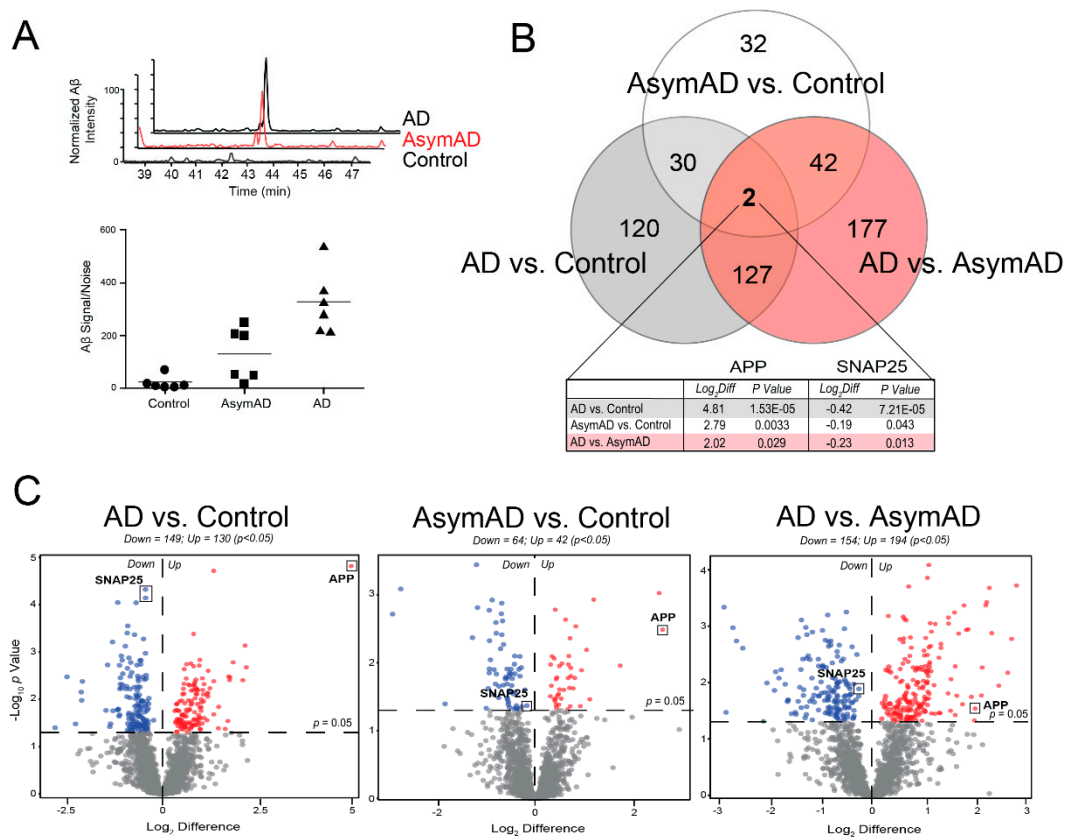 A
Normalized Aβ
Intensity
100
0
AD
AsymAD
Control
39 40 41 42 43 44 45 46 47
Time (min)
Aβ Signal/Noise
600
400
200
0
Control AsymAD AD
B
32
AsymAD vs. Control
30 42
2
120 177
AD vs. Control AD vs. AsymAD
127
APP SNAP25
Log2Diff P Value Log2Diff P Value
AD vs. Control 4.81 1.53E-05 -0.42 7.21E-05
AsymAD vs. Control 2.79 0.0033 -0.19 0.043
AD vs. AsymAD 2.02 0.029 -0.23 0.013
C
AD vs. Control
Down = 149; Up = 130 (p<0.05)
Down Up
SNAP25
APP
-Log10 p Value
5
4
3
2
1
0
p = 0.05
-2.5 0 2.5 5
Log2 Difference
AsymAD vs. Control
Down = 64; Up = 42 (p<0.05)
Down Up
APP
SNAP25
3
2
1
0
p = 0.05
-2 0 2
Log2 Difference
AD vs. AsymAD
Down = 154; Up = 194 (p<0.05)
Down Up
SNAP25
APP
4
3
2
1
0
p = 0.05
-3 -2 -1 0 1 2 3
Log2 Difference